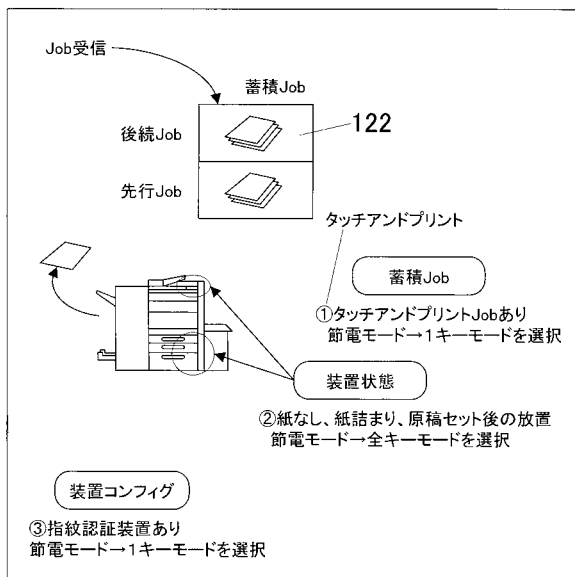 Job受信
蓄積Job
後続Job
122
先行Job
タッチアンドプリント
蓄積Job
①タッチアンドプリントJobあり
節電モード→1キーモードを選択
装置状態
②紙なし、紙詰まり、原稿セット後の放置
節電モード→全キーモードを選択
装置コンフィグ
③指紋認証装置あり
節電モード→1キーモードを選択